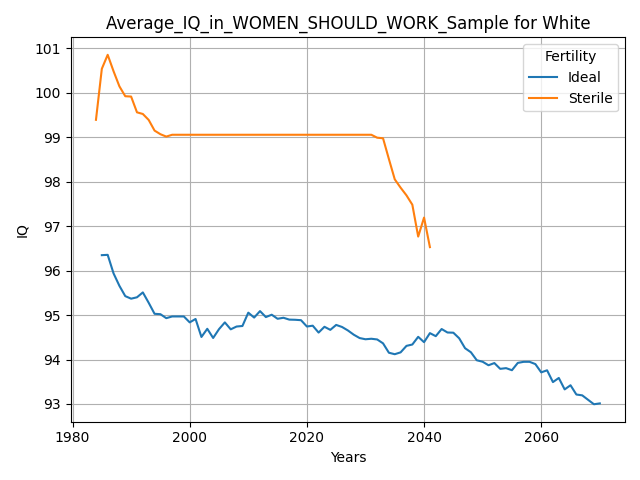 Average_IQ_in_WOMEN_SHOULD_WORK_Sample for White
Fertility
Ideal
Sterile
101
100
99
98
97
96
95
94
93
IQ
1980
2000
2020
2040
2060
Years